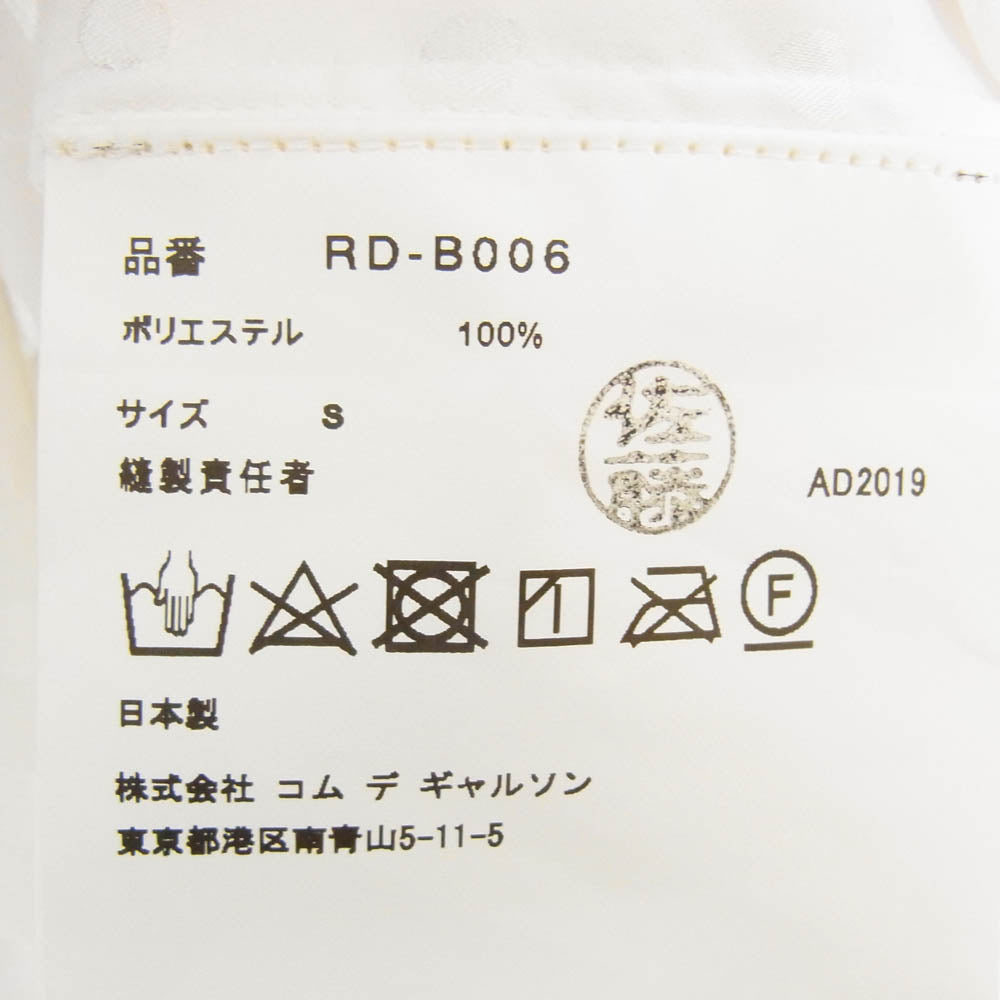 品番 RD-B006
ポリエステル 100%
サイズ S
縫製責任者 佐藤 AD2019
F
日本製
株式会社 コム デ ギャルソン
東京都港区南青山5-11-5